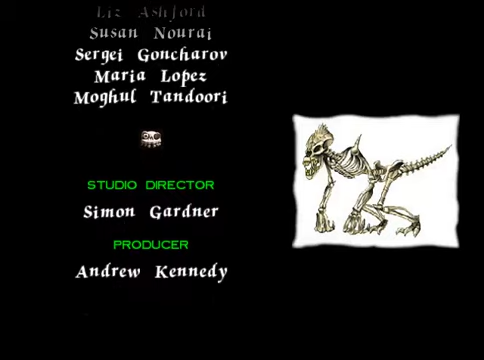 Liz Ashford
Susan Nourai
Sergei Goncharov
Maria Lopez
Moghul Tandoori
STUDIO DIRECTOR
Simon Gardner
PRODUCER
Andrew Kennedy